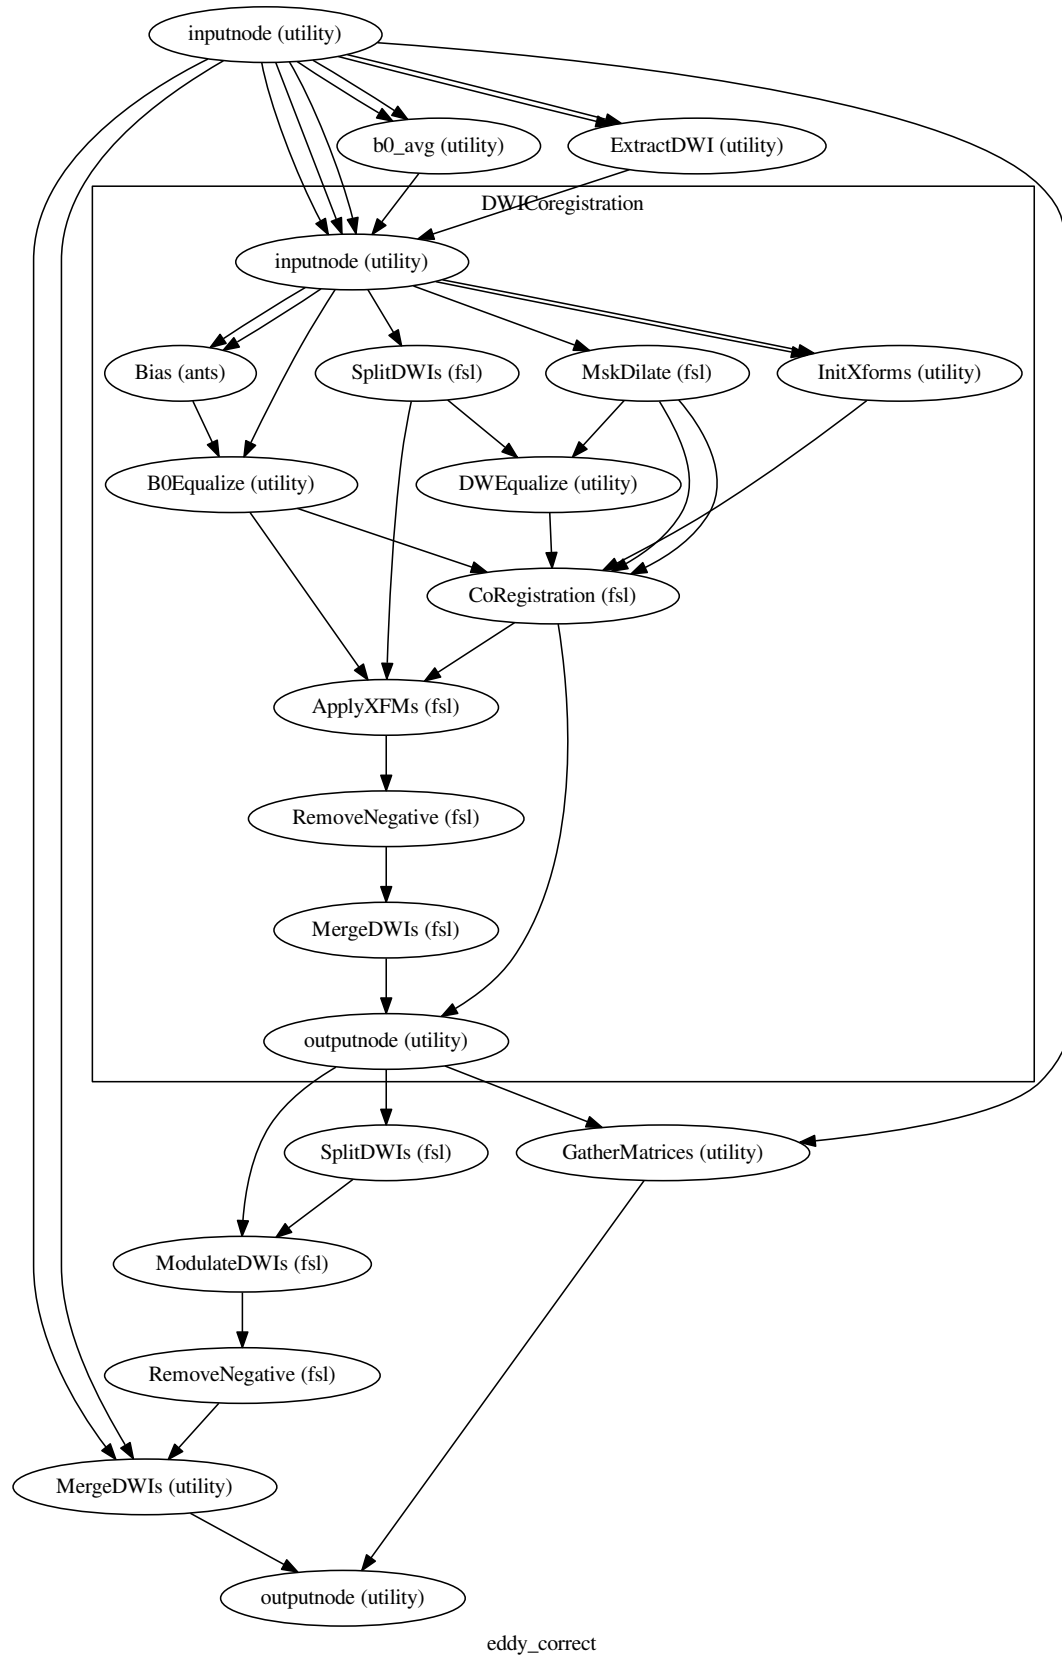 inputnode (utility)
b0_avg (utility)
ExtractDWI (utility)
DWICoregistration
inputnode (utility)
Bias (ants)
SplitDWIs (fsl)
MskDilate (fsl)
InitXforms (utility)
B0Equalize (utility)
DWEqualize (utility)
CoRegistration (fsl)
ApplyXFMs (fsl)
RemoveNegative (fsl)
MergeDWIs (fsl)
outputnode (utility)
SplitDWIs (fsl)
GatherMatrices (utility)
ModulateDWIs (fsl)
RemoveNegative (fsl)
MergeDWIs (utility)
outputnode (utility)
eddy_correct